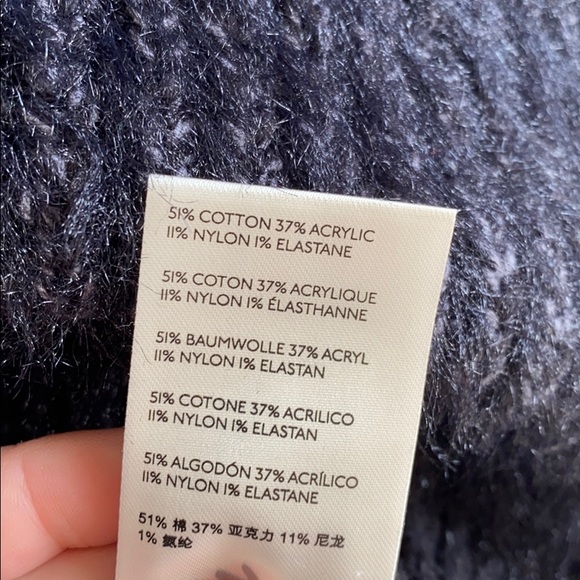 51% COTTON 37% ACRYLIC
11% NYLON 1% ELASTANE
51% COTON 37% ACRYLIQUE
11% NYLON 1% ÉLASTHANNE
51% BAUMWOLLE 37% ACRYL
11% NYLON 1% ELASTAN
51% COTONE 37% ACRILICO
11% NYLON 1% ELASTAN
51% ALGODÓN 37% ACRÍLICO
11% NYLON 1% ELASTANE
51% 棉 37% 亚克力 11% 尼龙
1% 氨纶